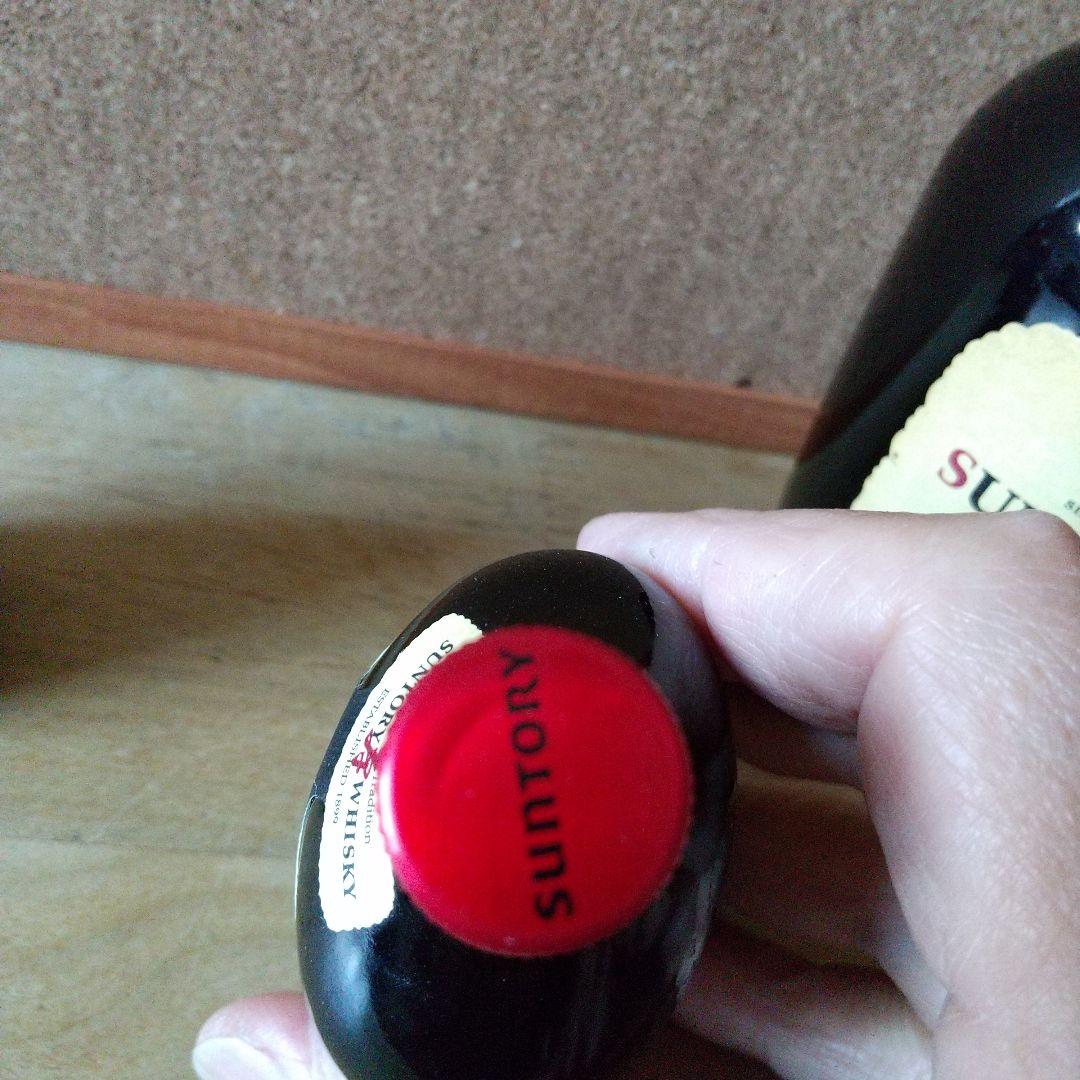 SUNTORY
SUNTORY WHISKY
ESTABLISHED 1899
Tradition
SU